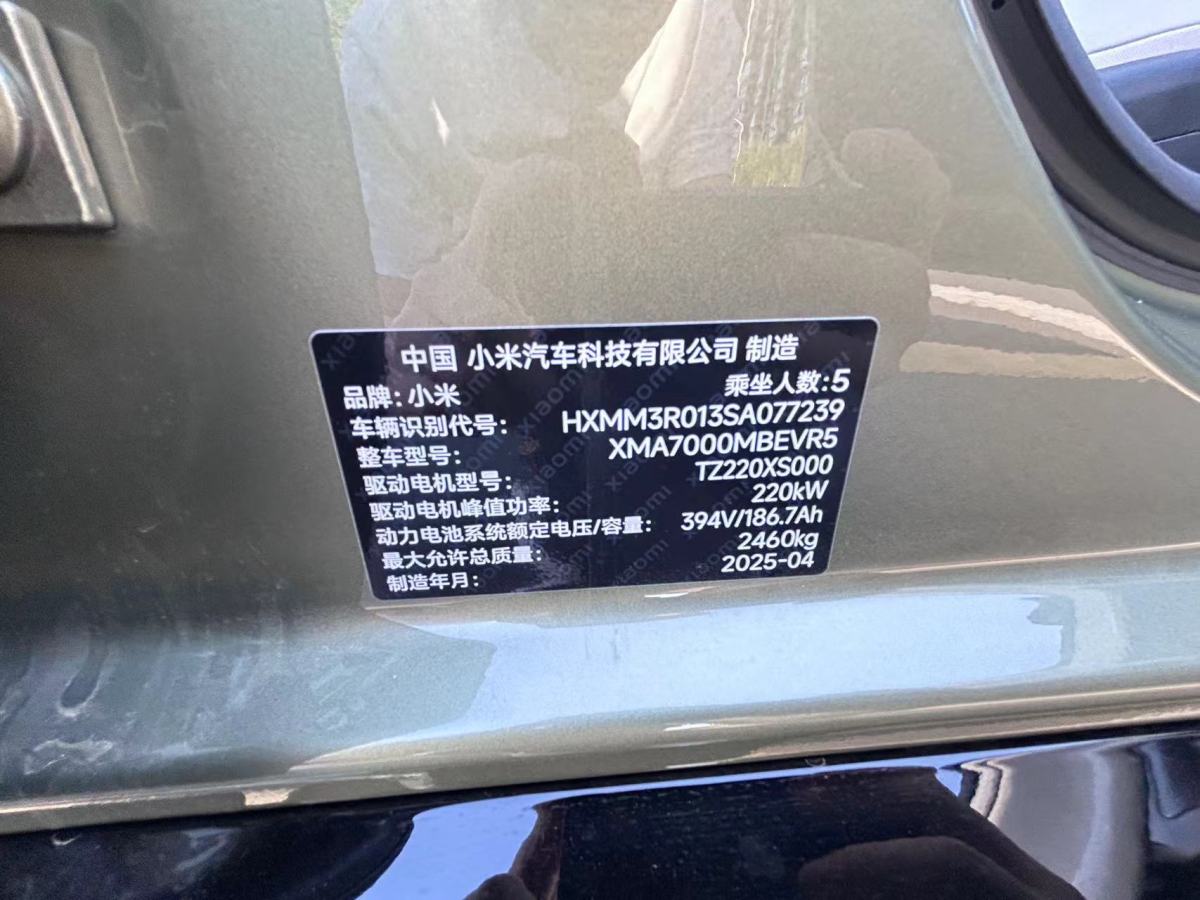 中国 小米汽车科技有限公司 制造
品牌：小米 乘坐人数：5
车辆识别代号： HXMM3R013SA077239
整车型号： XMA7000MBEVR5
驱动电机型号： TZ220XS000
驱动电机峰值功率： 220kW
动力电池系统额定电压/容量： 394V/186.7Ah
最大允许总质量： 2460kg
制造年月： 2025-04